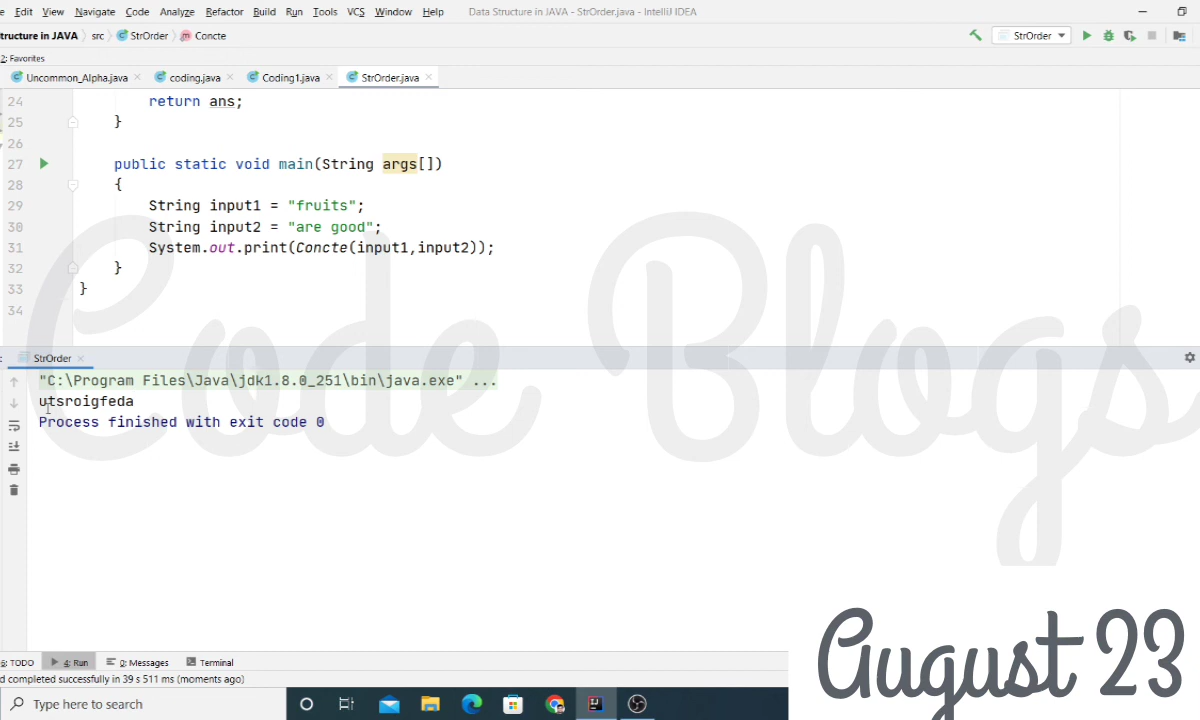 e Edit View Navigate Code Analyze Refactor Build Run Tools VCS Window Help Data Structure in JAVA - StrOrder.java - IntelliJ IDEA
tructure in JAVA src StrOrder Concte StrOrder
2: Favorites
Uncommon_Alpha.java coding.java Coding1.java StrOrder.java
24 return ans;
25 }
26
27 public static void main(String args[])
28 {
29 String input1 = "fruits";
30 String input2 = "are good";
31 System.out.print(Concte(input1,input2));
32 }
33 }
34
Code Blogs
: StrOrder
"C:\Program Files\Java\jdk1.8.0_251\bin\java.exe" ...
utsroigfeda
Process finished with exit code 0
6: TODO 4: Run 0: Messages Terminal
d completed successfully in 39 s 511 ms (moments ago)
Type here to search
August 23